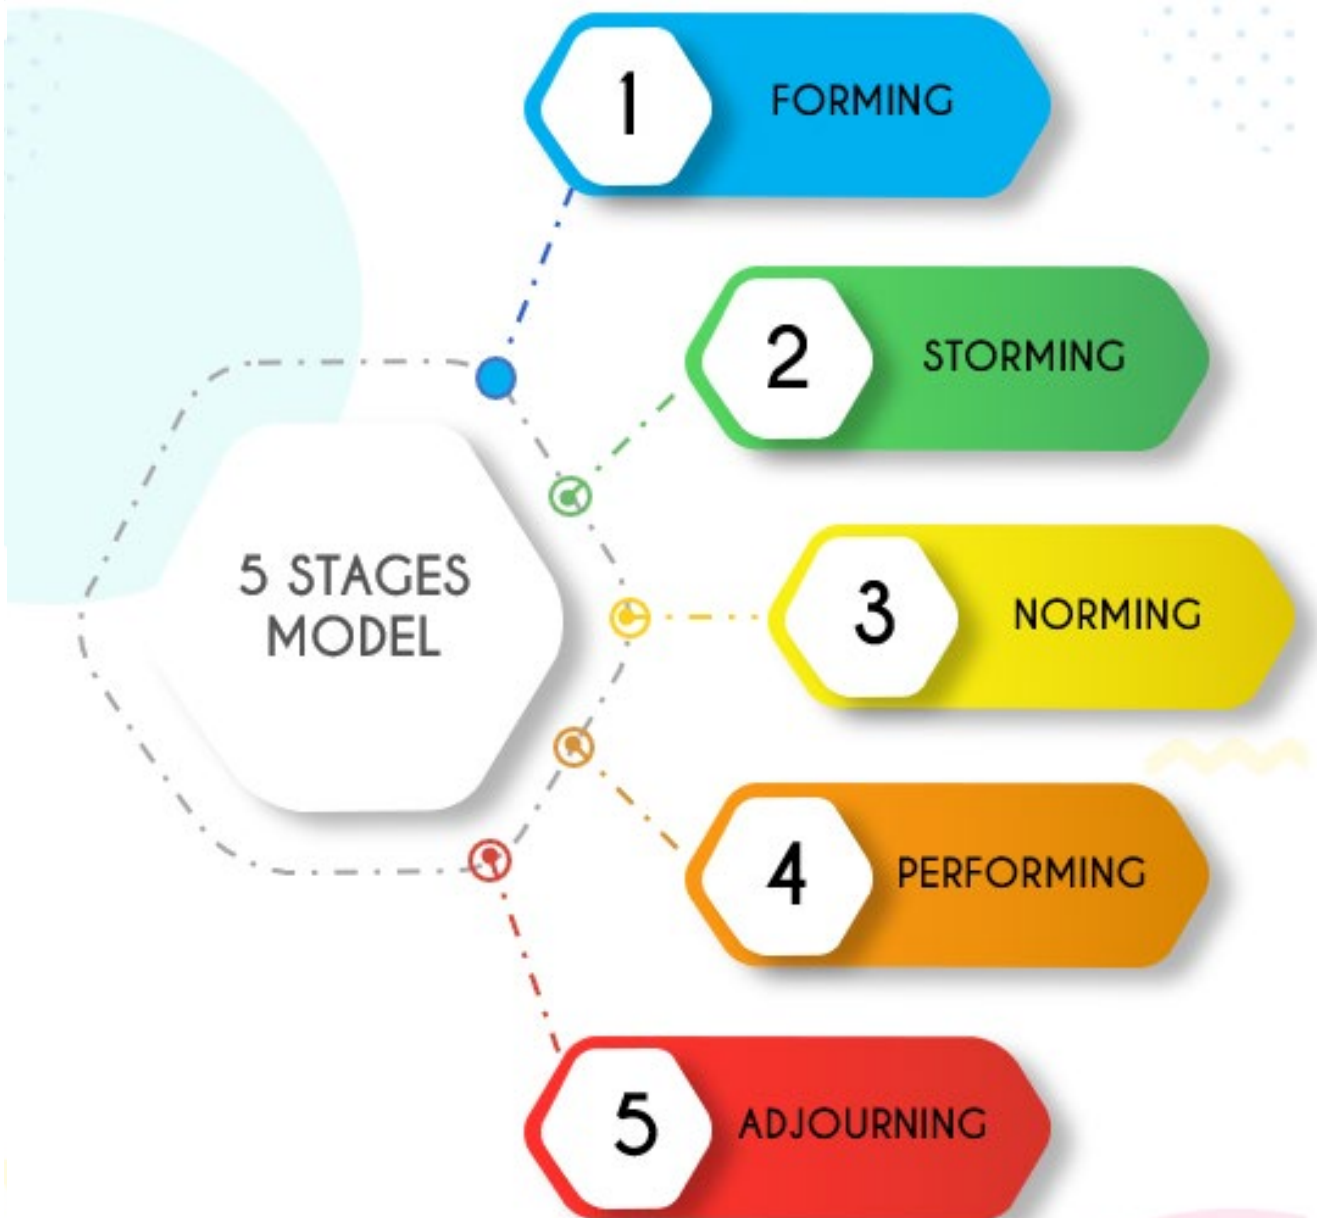 1
FORMING
2
STORMING
5 STAGES
MODEL
3
NORMING
4
PERFORMING
5
ADJOURNING